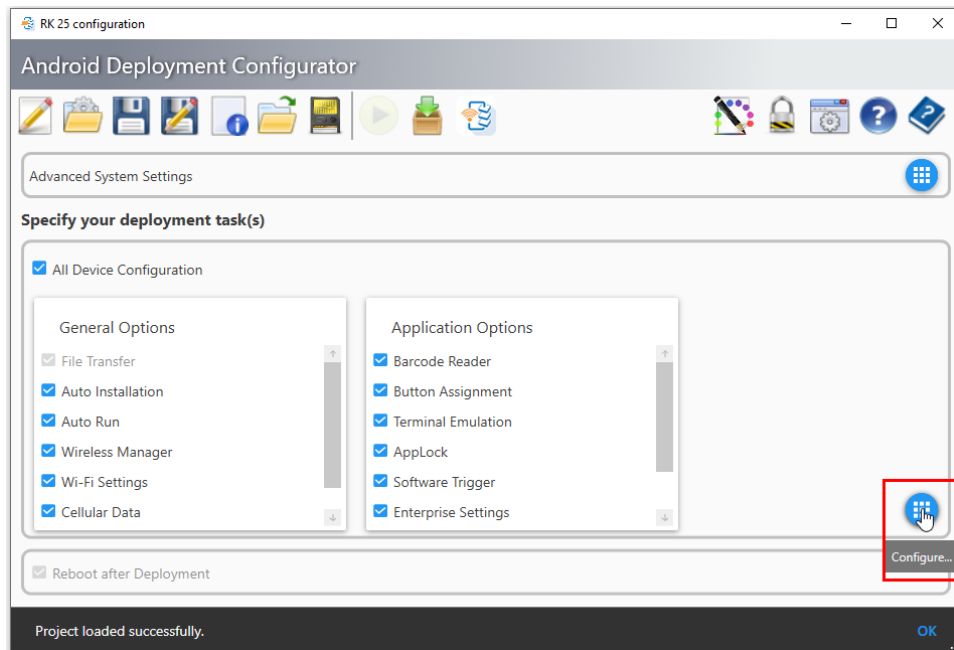 RK 25 configuration
Android Deployment Configurator
Advanced System Settings
Specify your deployment task(s)
All Device Configuration
General Options
File Transfer
Auto Installation
Auto Run
Wireless Manager
Wi-Fi Settings
Cellular Data
Application Options
Barcode Reader
Button Assignment
Terminal Emulation
AppLock
Software Trigger
Enterprise Settings
Configure...
Reboot after Deployment
Project loaded successfully.
OK